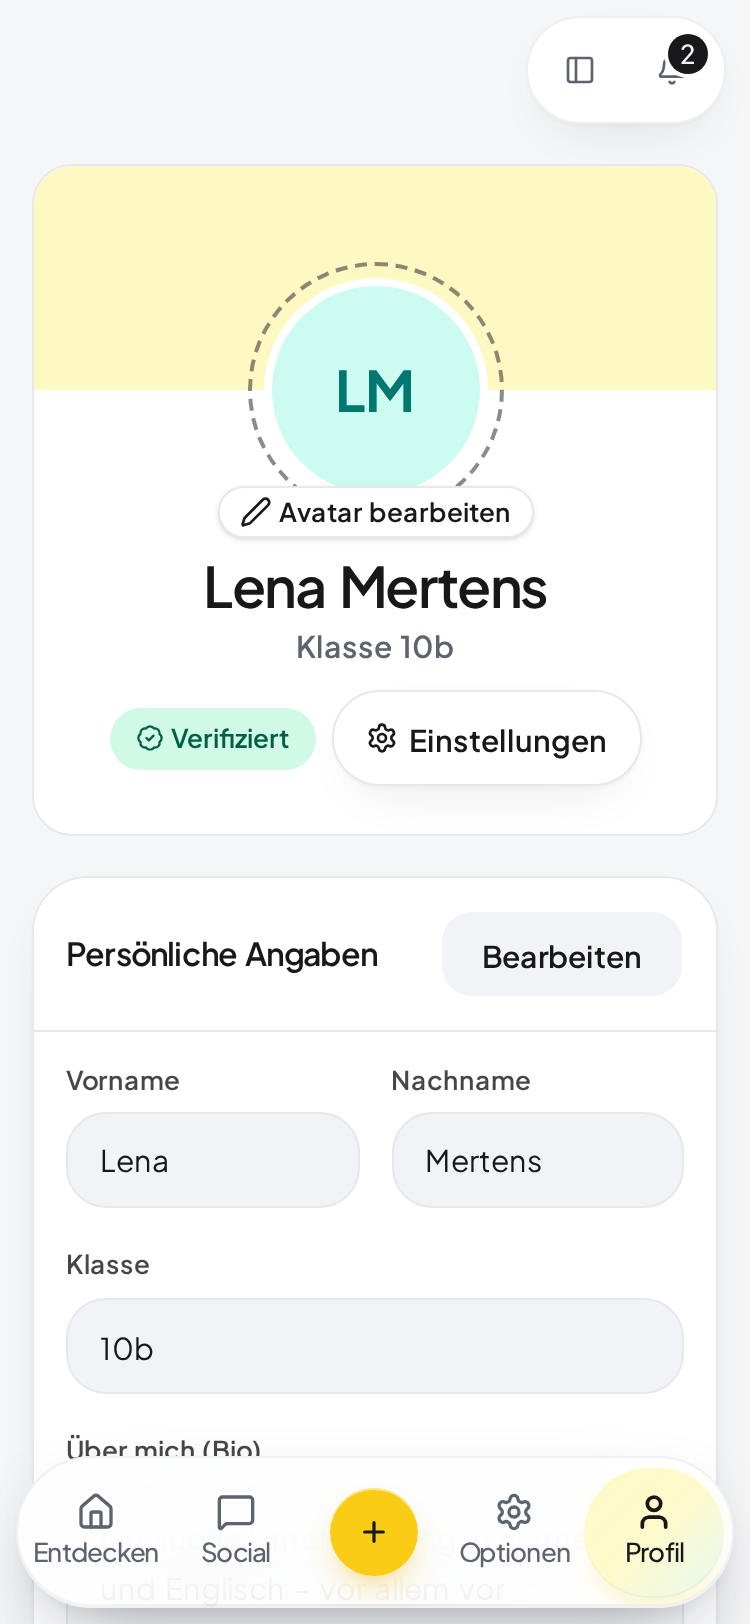 2
LM
Avatar bearbeiten
Lena Mertens
Klasse 10b
Verifiziert
Einstellungen
Persönliche Angaben
Bearbeiten
Vorname
Nachname
Lena
Mertens
Klasse
10b
Über mich (Bio)
Entdecken
Social
Optionen
Profil
und Englisch – vor allem vor